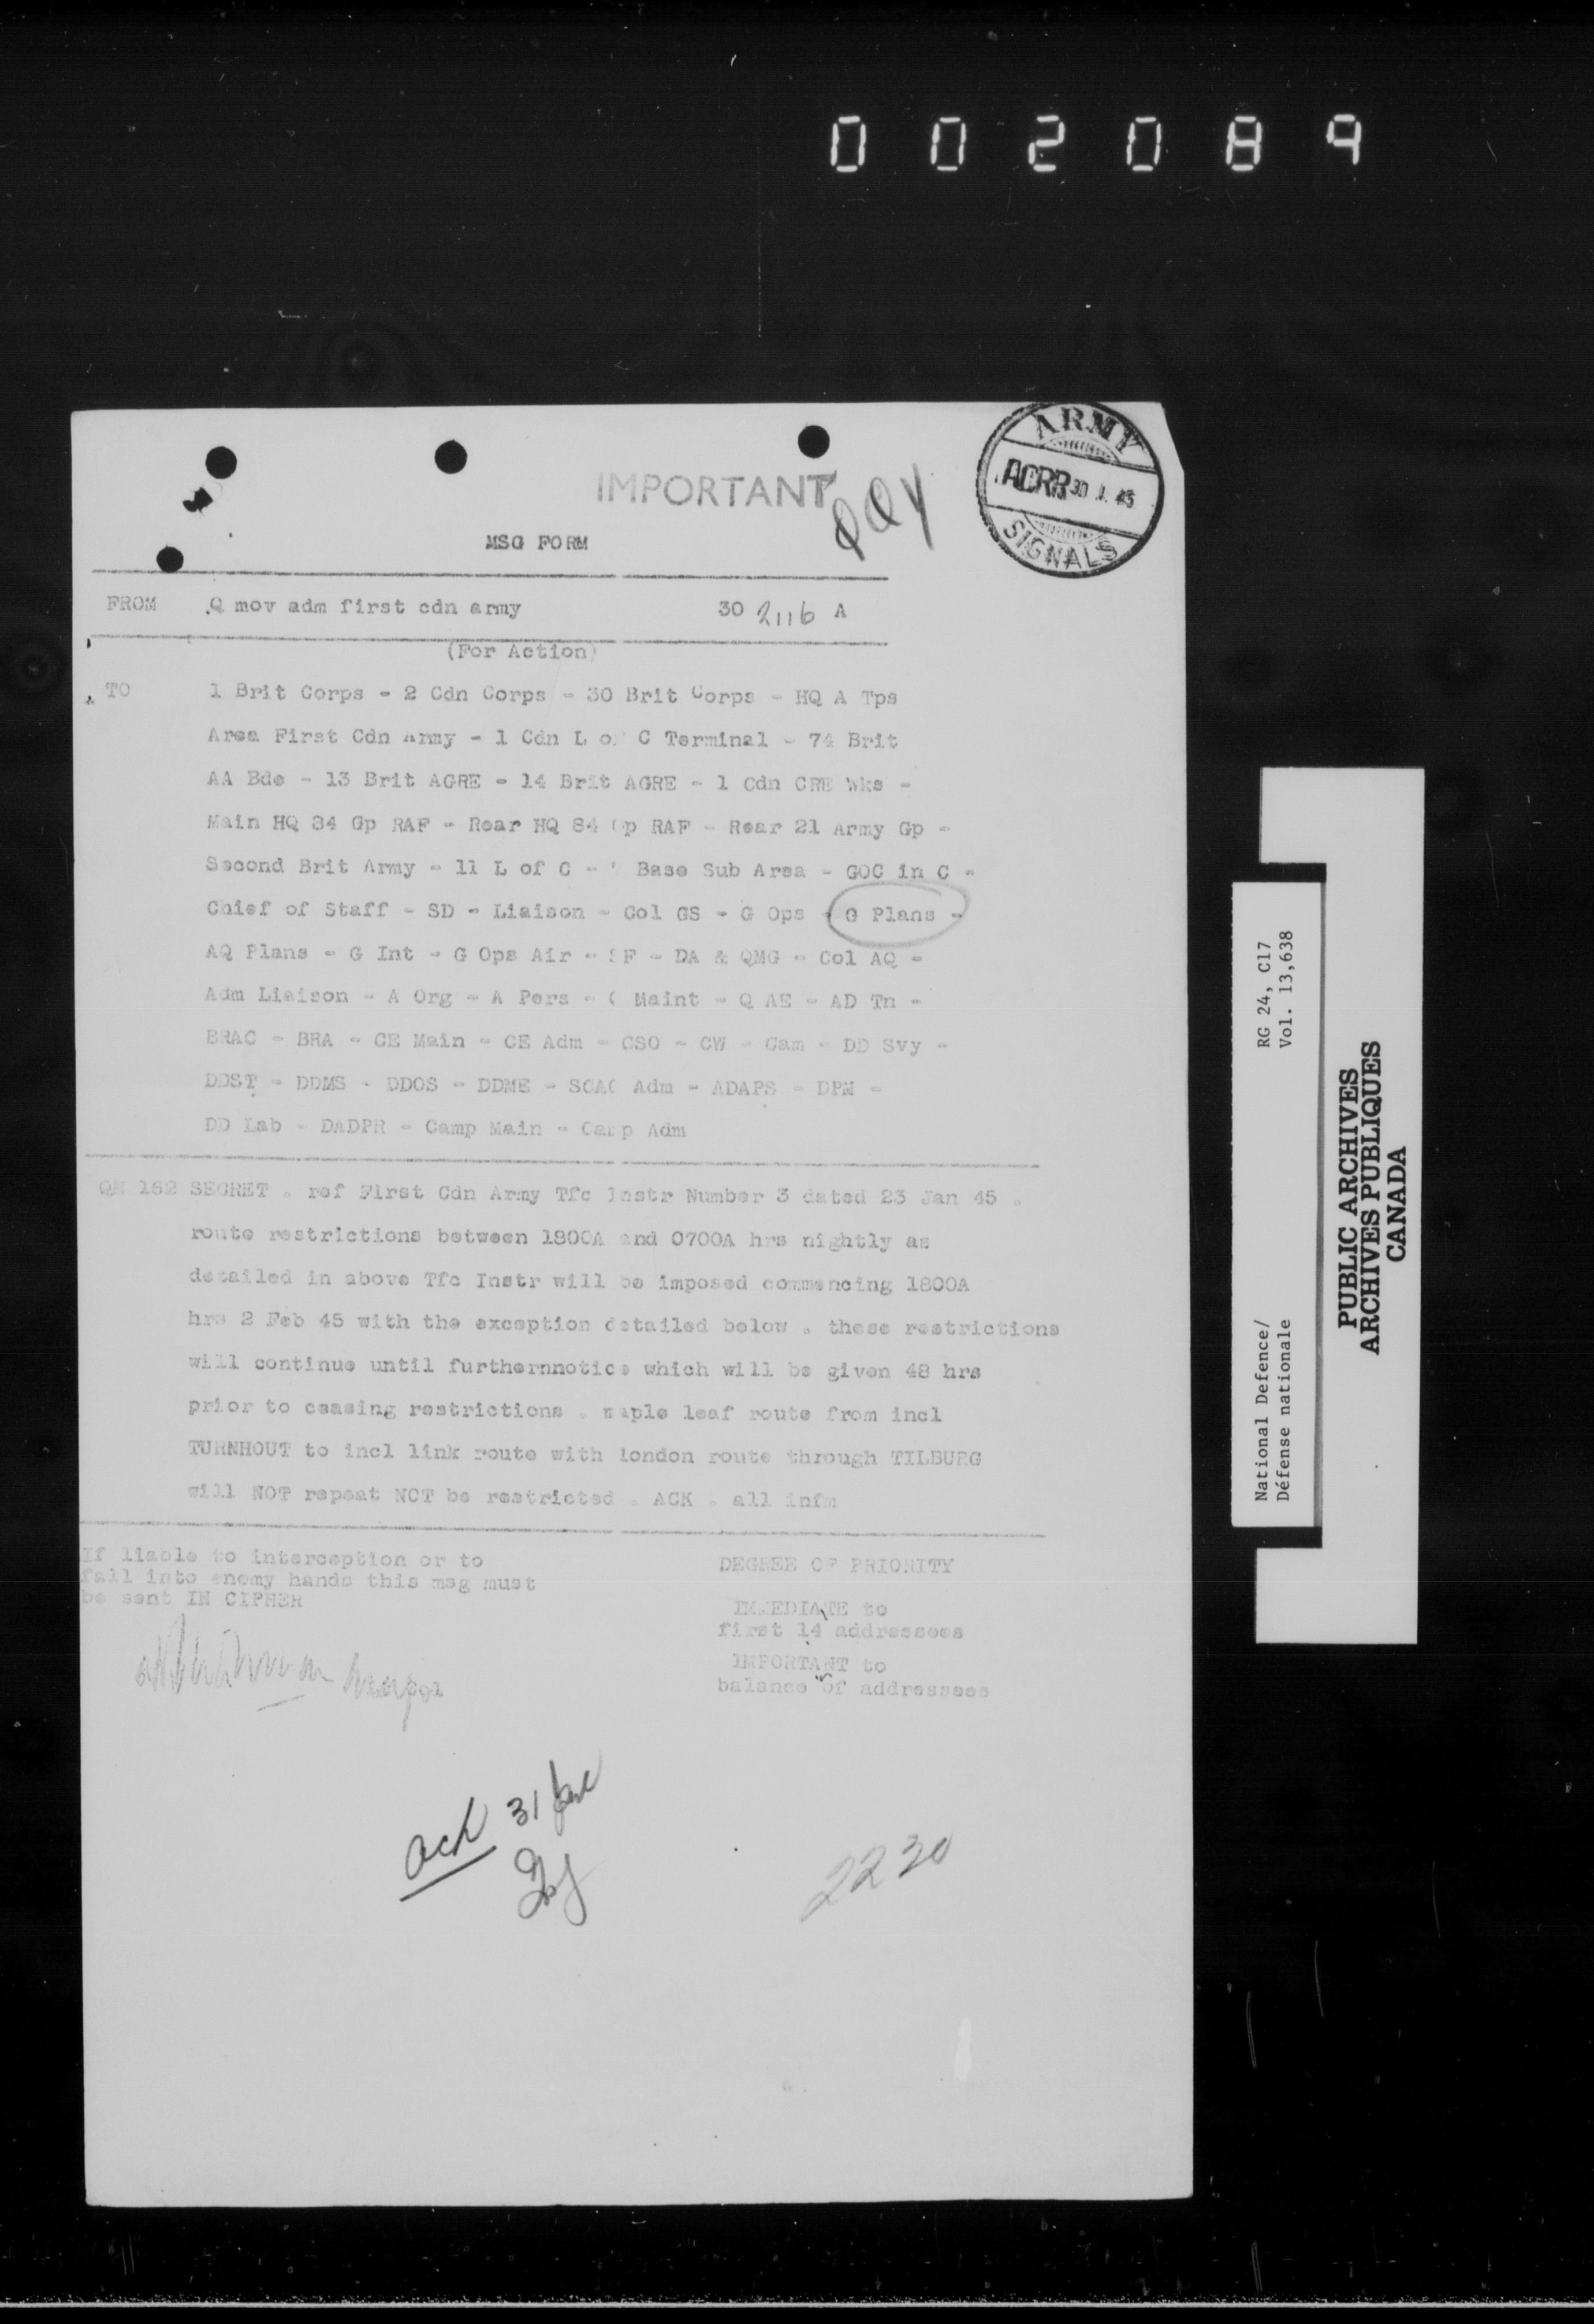 002089
ARMY
ACRR 30 1 45
SIGNALS
IMPORTANT
MSG FORM
FROM Q mov adm first cdn army 30 2116 A
(For Action)
TO 1 Brit Corps - 2 Cdn Corps - 30 Brit Corps - HQ A Tps
Area First Cdn Army - 1 Cdn L of C Terminal - 74 Brit
AA Bde - 13 Brit AGRE - 14 Brit AGRE - 1 Cdn CRE Wks -
Main HQ 84 Gp RAF - Rear HQ 84 Gp RAF - Rear 21 Army Gp -
Second Brit Army - 11 L of C - Base Sub Area - GOC in C -
Chief of Staff - SD - Liaison - Col GS - G Ops - G Plans -
AQ Plans - G Int - G Ops Air - SF - DA & QMG - Col AQ -
Adm Liaison - A Org - A Pers - Q Maint - Q AE - AD Tn -
BRAC - BRA - CE Main - CE Adm - CSO - CW - Cam - DD Svy -
DDST - DDMS - DDOS - DDME - SCAO Adm - ADAPS - DPM -
DD Lab - DADPR - Camp Main - Camp Adm
QM 162 SECRET . ref First Cdn Army Tfc Instr Number 3 dated 23 Jan 45 .
route restrictions between 1800A and 0700A hrs nightly as
detailed in above Tfc Instr will be imposed commencing 1800A
hrs 2 Feb 45 with the exception detailed below . these restrictions
will continue until furthernnotice which will be given 48 hrs
prior to ceasing restrictions . maple leaf route from incl
TURNHOUT to incl link route with london route through TILBURG
will NOT repeat NOT be restricted . ACK . all infm
If liable to interception or to
fall into enemy hands this msg must
be sent IN CIPHER
DEGREE OF PRIORITY
IMMEDIATE to
first 14 addressees
IMPORTANT to
balance of addressees
ack 31 Jan
2230
RG 24, C17
Vol. 13,638
National Defence/
Défense nationale
PUBLIC ARCHIVES
ARCHIVES PUBLIQUES
CANADA